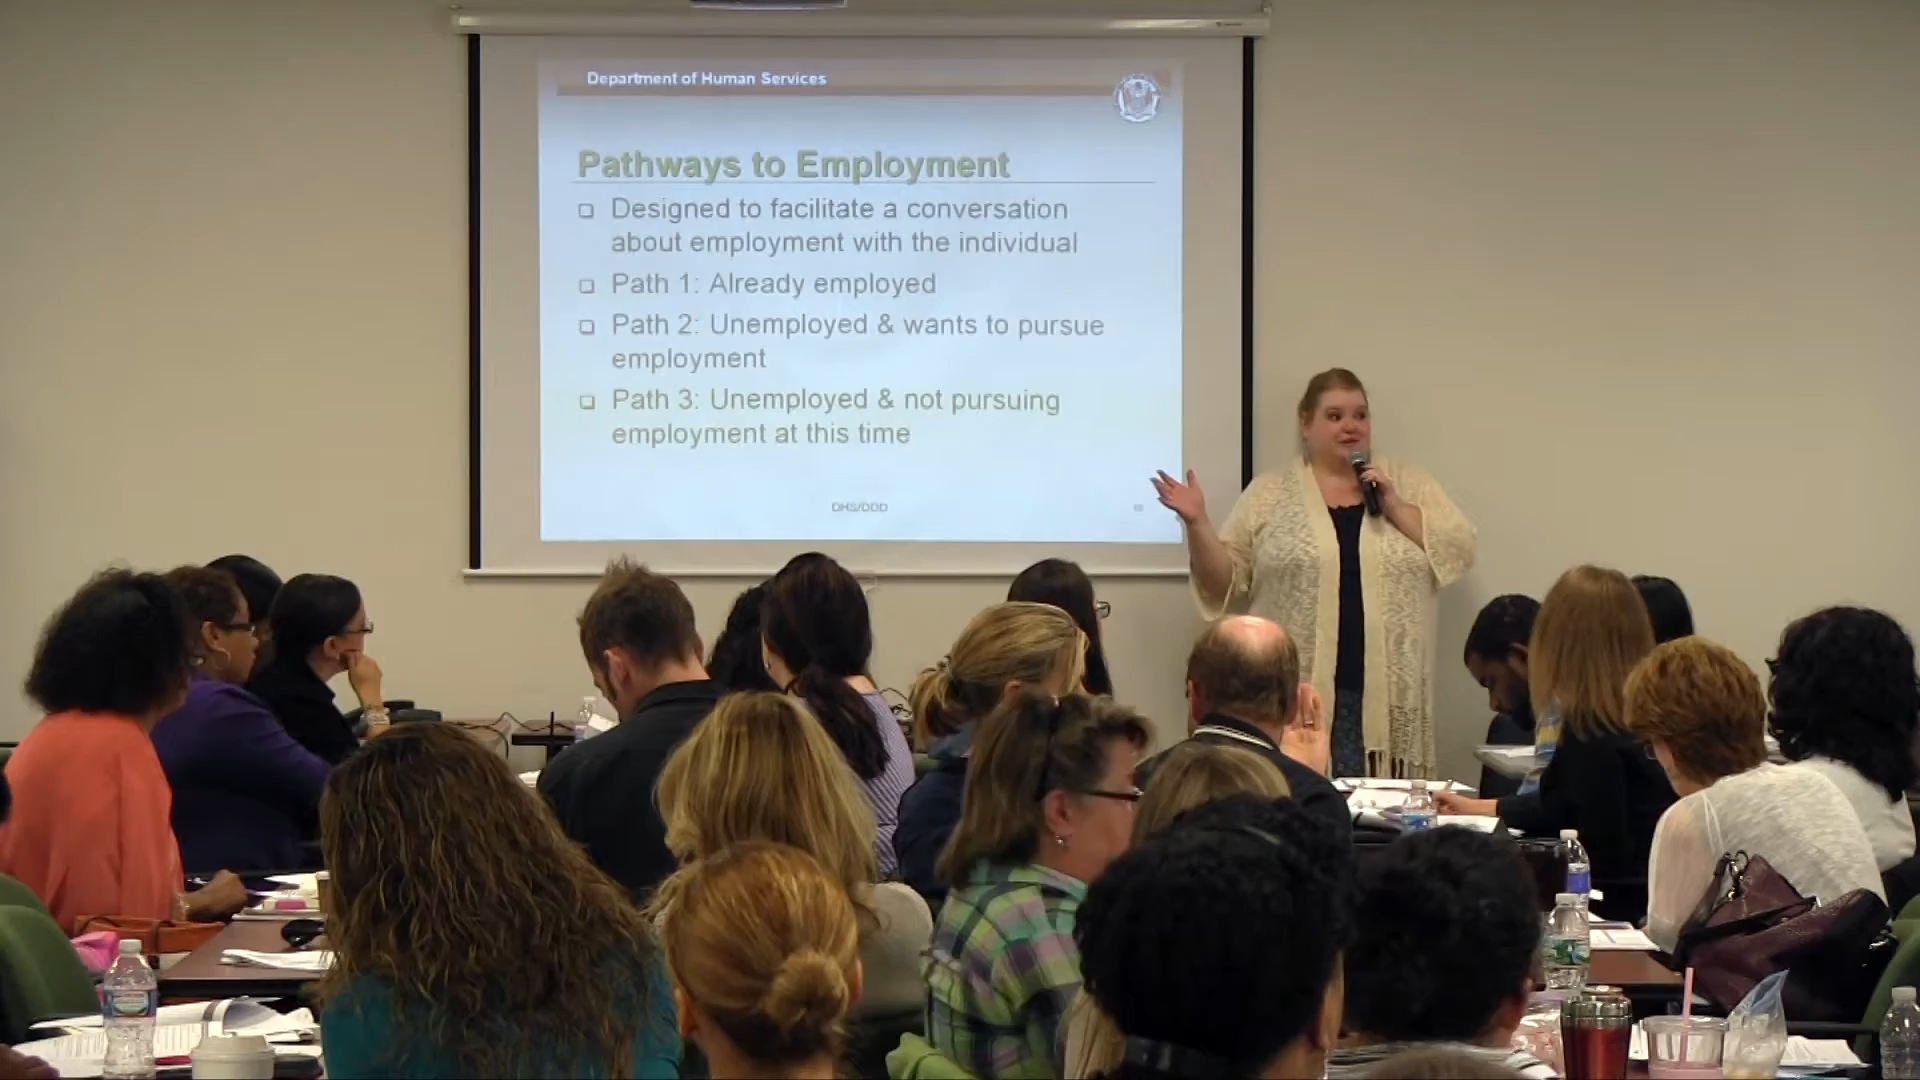 Department of Human Services
Pathways to Employment
Designed to facilitate a conversation
about employment with the individual
Path 1: Already employed
Path 2: Unemployed & wants to pursue
employment
Path 3: Unemployed & not pursuing
employment at this time
DHS/DDD